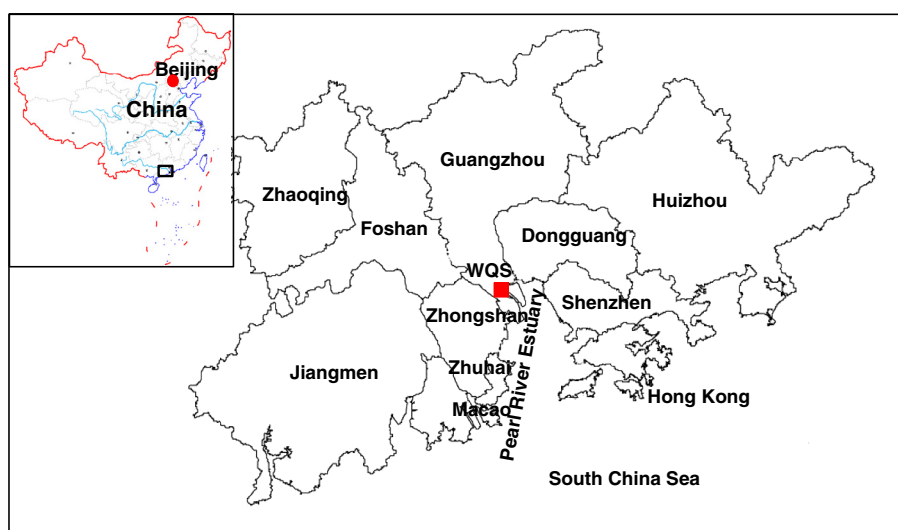 Beijing
China
Guangzhou
Zhaoqing
Huizhou
Foshan
Dongguang
WQS
Shenzhen
Zhongshan
Pearl River Estuary
Zhuhai
Jiangmen
Hong Kong
Macao
South China Sea